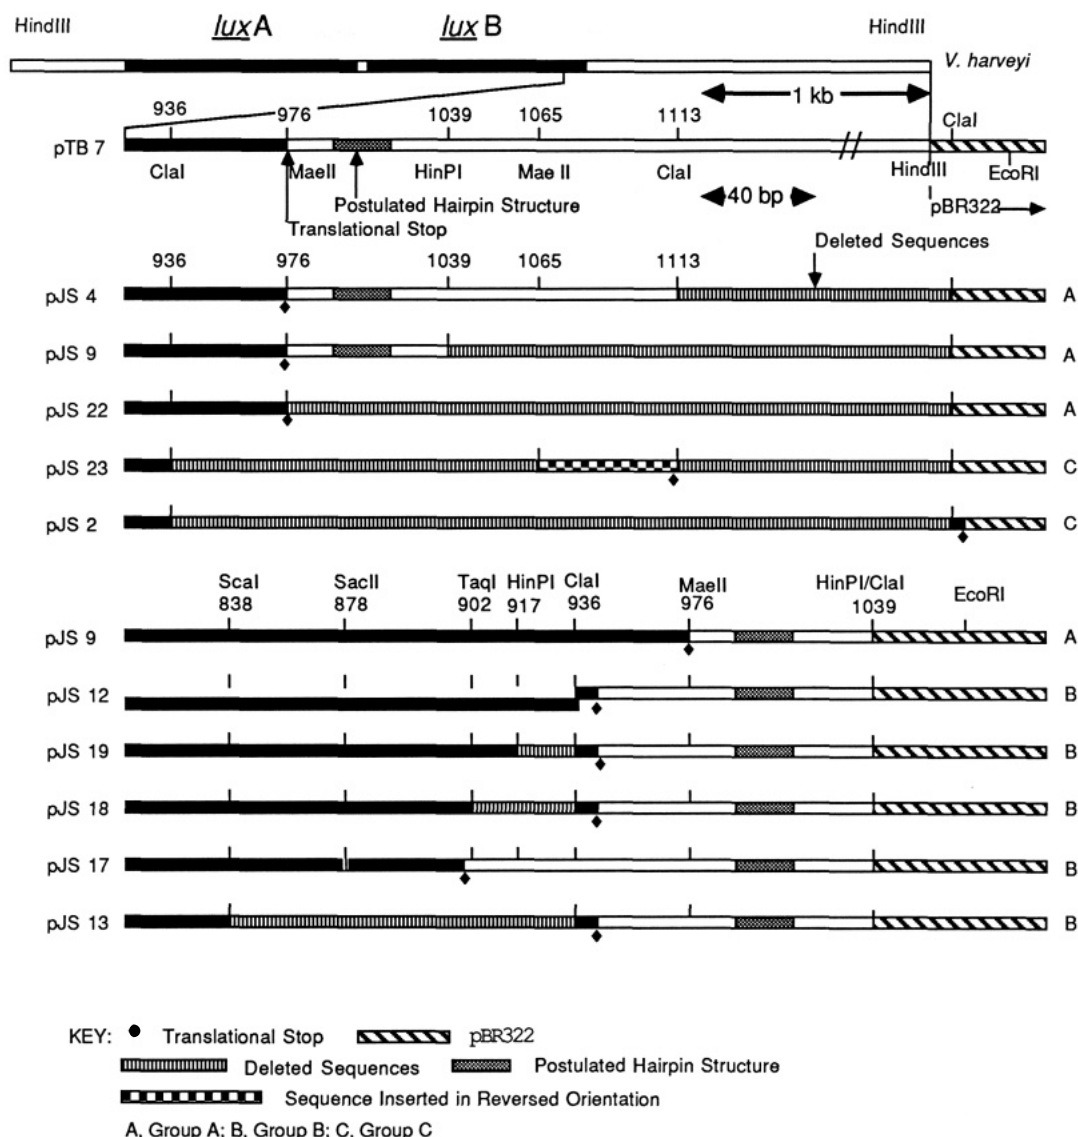 HindIII luxA luxB HindIII
V. harveyi
1 kb
936 976 1039 1065 1113 ClaI
pTB 7
ClaI MaeII HinPI Mae II ClaI HindIII EcoRI
40 bp
Postulated Hairpin Structure pBR322
Translational Stop
Deleted Sequences
936 976 1039 1065 1113
pJS 4 A
pJS 9 A
pJS 22 A
pJS 23 C
pJS 2 C
ScaI SacII TaqI HinPI ClaI MaeII HinPI/ClaI EcoRI
838 878 902 917 936 976 1039
pJS 9 A
pJS 12 B
pJS 19 B
pJS 18 B
pJS 17 B
pJS 13 B
KEY: Translational Stop pBR322
Deleted Sequences Postulated Hairpin Structure
Sequence Inserted in Reversed Orientation
A, Group A; B, Group B; C, Group C